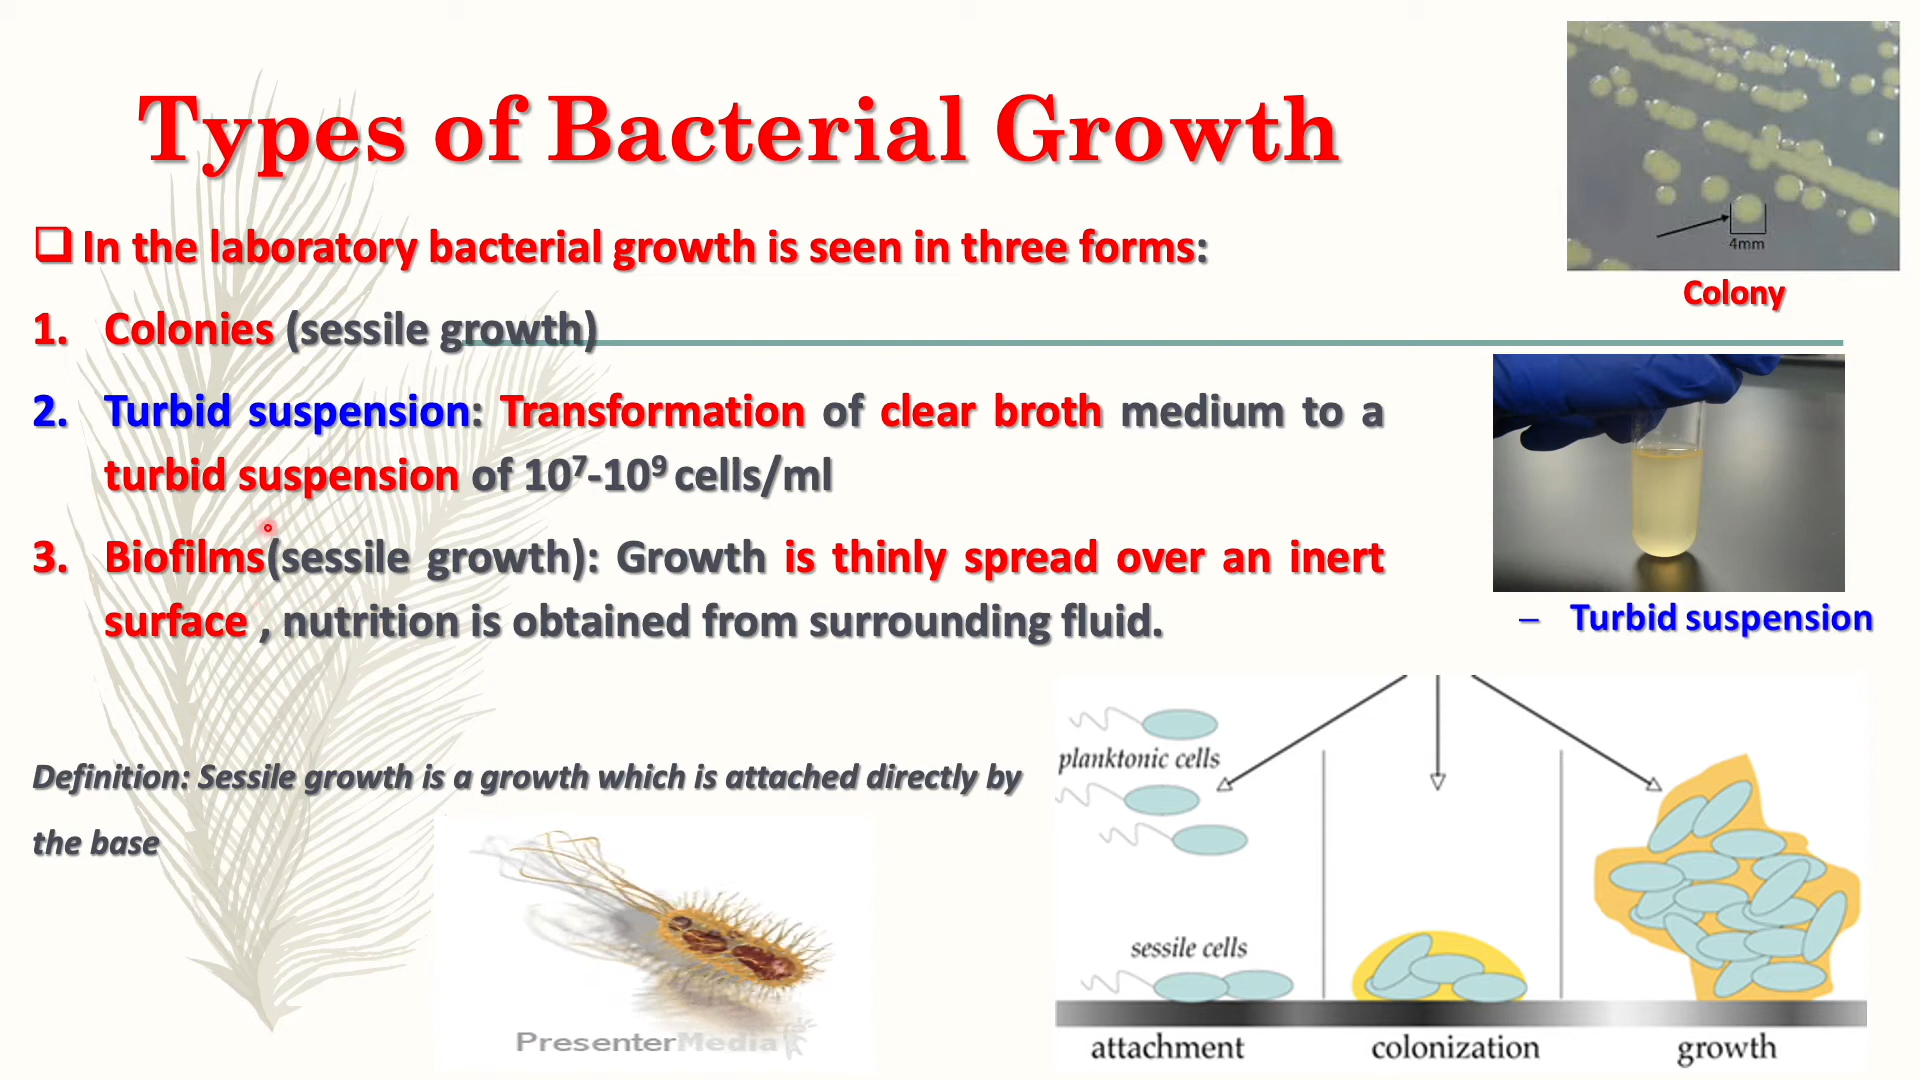 Types of Bacterial Growth
In the laboratory bacterial growth is seen in three forms:
1. Colonies (sessile growth)
2. Turbid suspension: Transformation of clear broth medium to a
turbid suspension of 10⁷-10⁹ cells/ml
3. Biofilms(sessile growth): Growth is thinly spread over an inert
surface , nutrition is obtained from surrounding fluid.
Definition: Sessile growth is a growth which is attached directly by
the base
4mm
Colony
– Turbid suspension
planktonic cells
sessile cells
attachment
colonization
growth
PresenterMedia